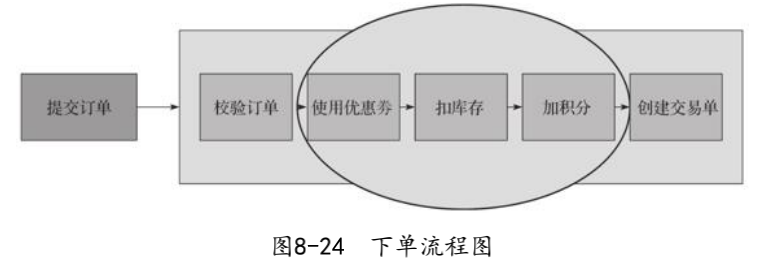 提交订单
校验订单
使用优惠券
扣库存
加积分
创建交易单
图8-24 下单流程图